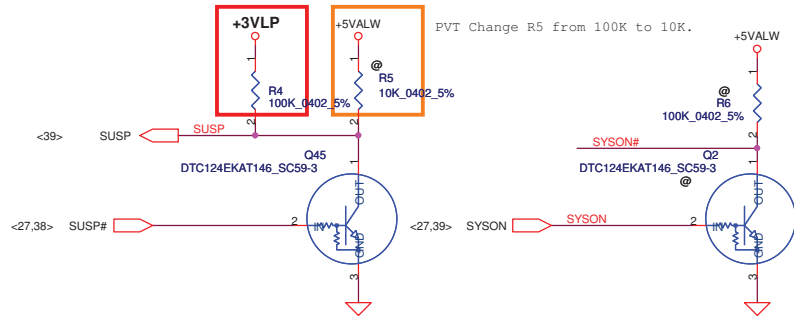 +3VLP
+5VALW
PVT Change R5 from 100K to 10K.
+5VALW
1
1
@
R4
R5
100K_0402_5%
10K_0402_5%
2
2
1
@
R6
100K_0402_5%
2
<39>
SUSP
SUSP
SYSON#
Q45
DTC124EKAT146_SC59-3
1
OUT
Q2
DTC124EKAT146_SC59-3
@
1
OUT
<27,38>
SUSP#
2
IN
GND
3
<27,39>
SYSON
SYSON
2
IN
GND
3